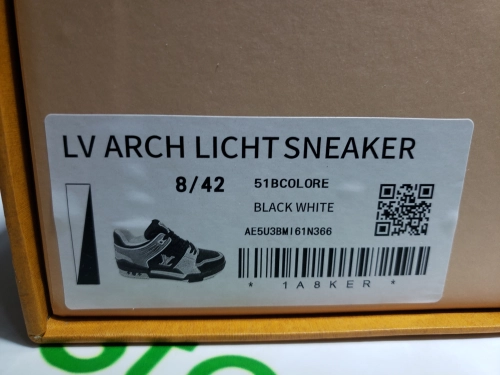 LV ARCH LICHT SNEAKER
8/42 51BCOLORE
BLACK WHITE
AE5U3BMI61N366
* 1A8KER *